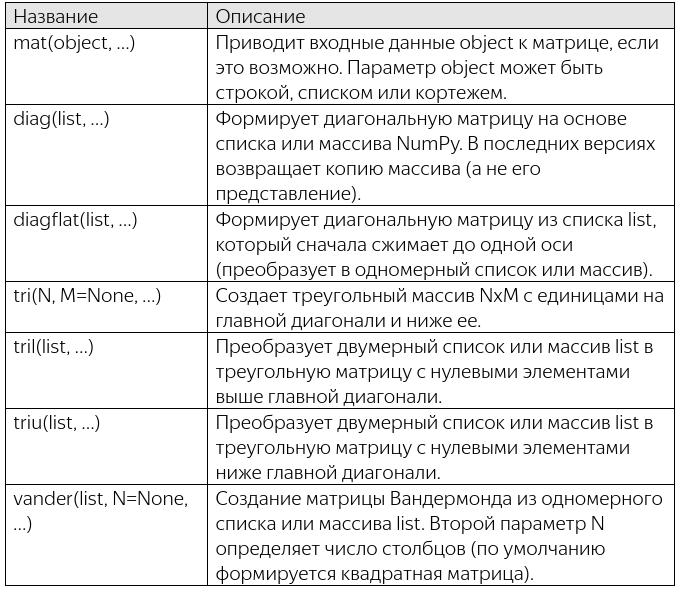 Название
Описание
mat(object, ...)
Приводит входные данные object к матрице, если
это возможно. Параметр object может быть
строкой, списком или кортежем.
diag(list, ...)
Формирует диагональную матрицу на основе
списка или массива NumPy. В последних версиях
возвращает копию массива (а не его
представление).
diagflat(list, ...)
Формирует диагональную матрицу из списка list,
который сначала сжимает до одной оси
(преобразует в одномерный список или массив).
tri(N, M=None, ...)
Создает треугольный массив NxM с единицами на
главной диагонали и ниже ее.
tril(list, ...)
Преобразует двумерный список или массив list в
треугольную матрицу с нулевыми элементами
выше главной диагонали.
triu(list, ...)
Преобразует двумерный список или массив list в
треугольную матрицу с нулевыми элементами
ниже главной диагонали.
vander(list, N=None,
...)
Создание матрицы Вандермонда из одномерного
списка или массива list. Второй параметр N
определяет число столбцов (по умолчанию
формируется квадратная матрица).